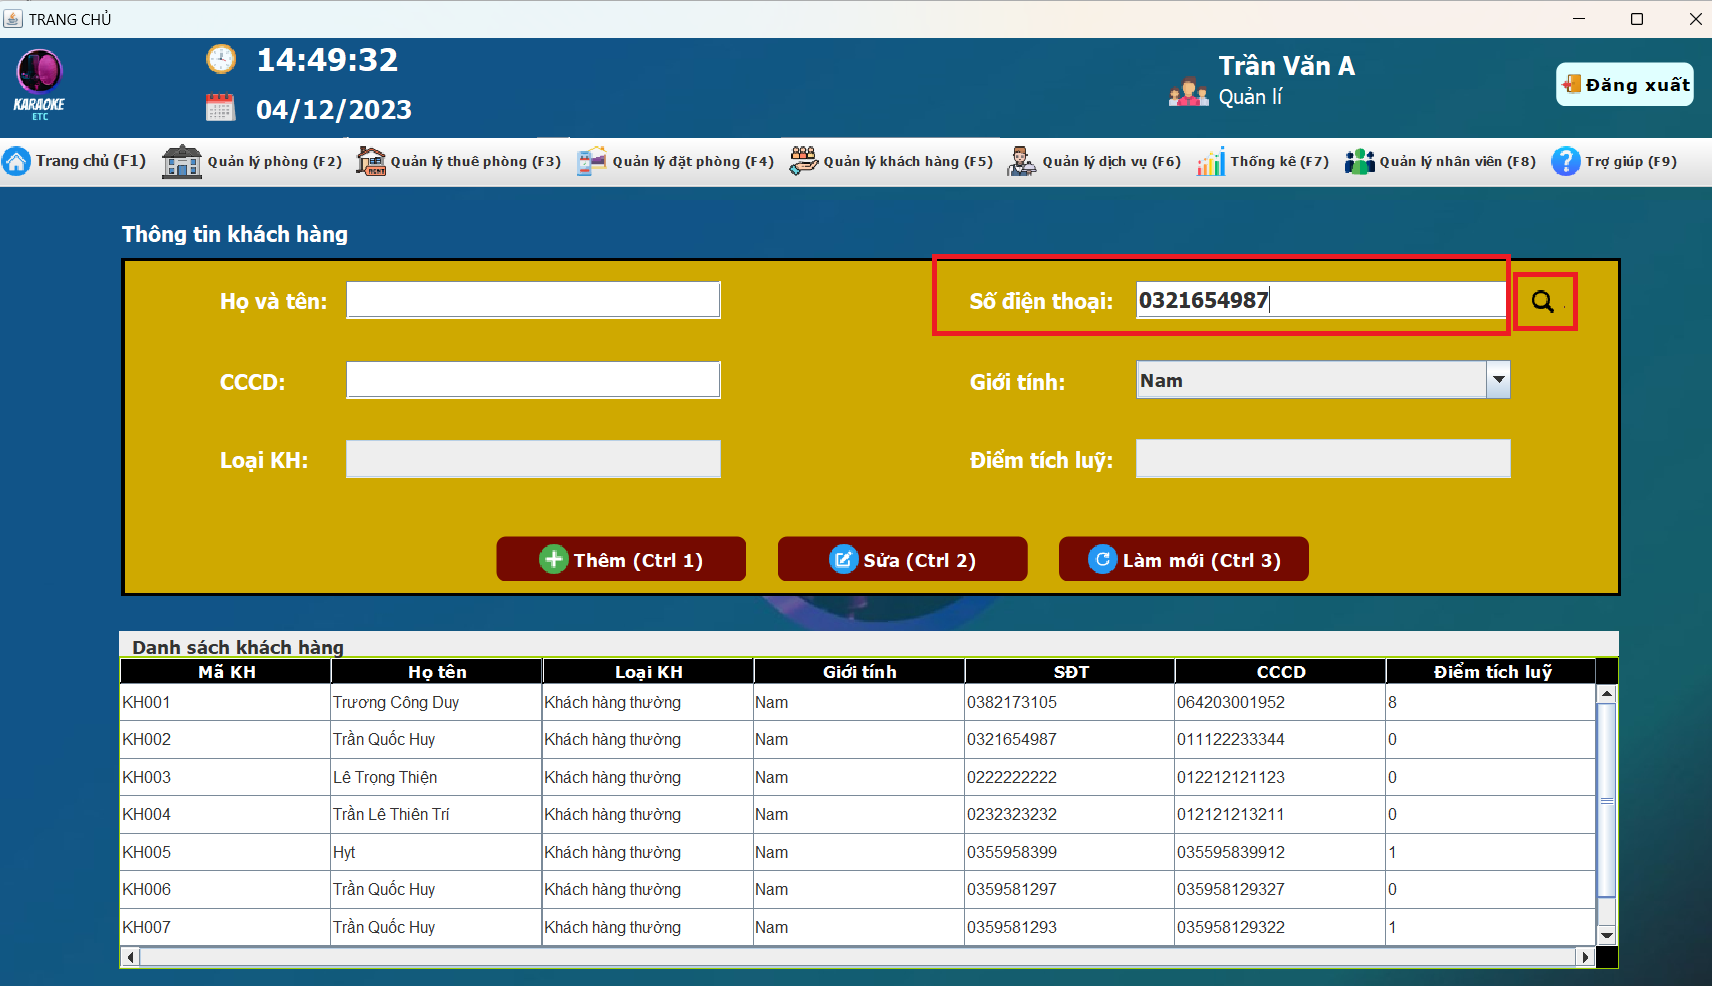 TRANG CHỦ
14:49:32
04/12/2023
KARAOKE
ETC
Trần Văn A
Quản lí
Đăng xuất
Trang chủ (F1) Quản lý phòng (F2) Quản lý thuê phòng (F3) Quản lý đặt phòng (F4) Quản lý khách hàng (F5) Quản lý dịch vụ (F6) Thống kê (F7) Quản lý nhân viên (F8) Trợ giúp (F9)
RENT
Thông tin khách hàng
Họ và tên: Số điện thoại: 0321654987
CCCD: Giới tính: Nam
Loại KH: Điểm tích luỹ:
Thêm (Ctrl 1) Sửa (Ctrl 2) Làm mới (Ctrl 3)
Danh sách khách hàng
Mã KH Họ tên Loại KH Giới tính SĐT CCCD Điểm tích luỹ
KH001 Trương Công Duy Khách hàng thường Nam 0382173105 064203001952 8
KH002 Trần Quốc Huy Khách hàng thường Nam 0321654987 011122233344 0
KH003 Lê Trọng Thiện Khách hàng thường Nam 0222222222 012212121123 0
KH004 Trần Lê Thiên Trí Khách hàng thường Nam 0232323232 012121213211 0
KH005 Hyt Khách hàng thường Nam 0355958399 035595839912 1
KH006 Trần Quốc Huy Khách hàng thường Nam 0359581297 035958129327 0
KH007 Trần Quốc Huy Khách hàng thường Nam 0359581293 035958129322 1